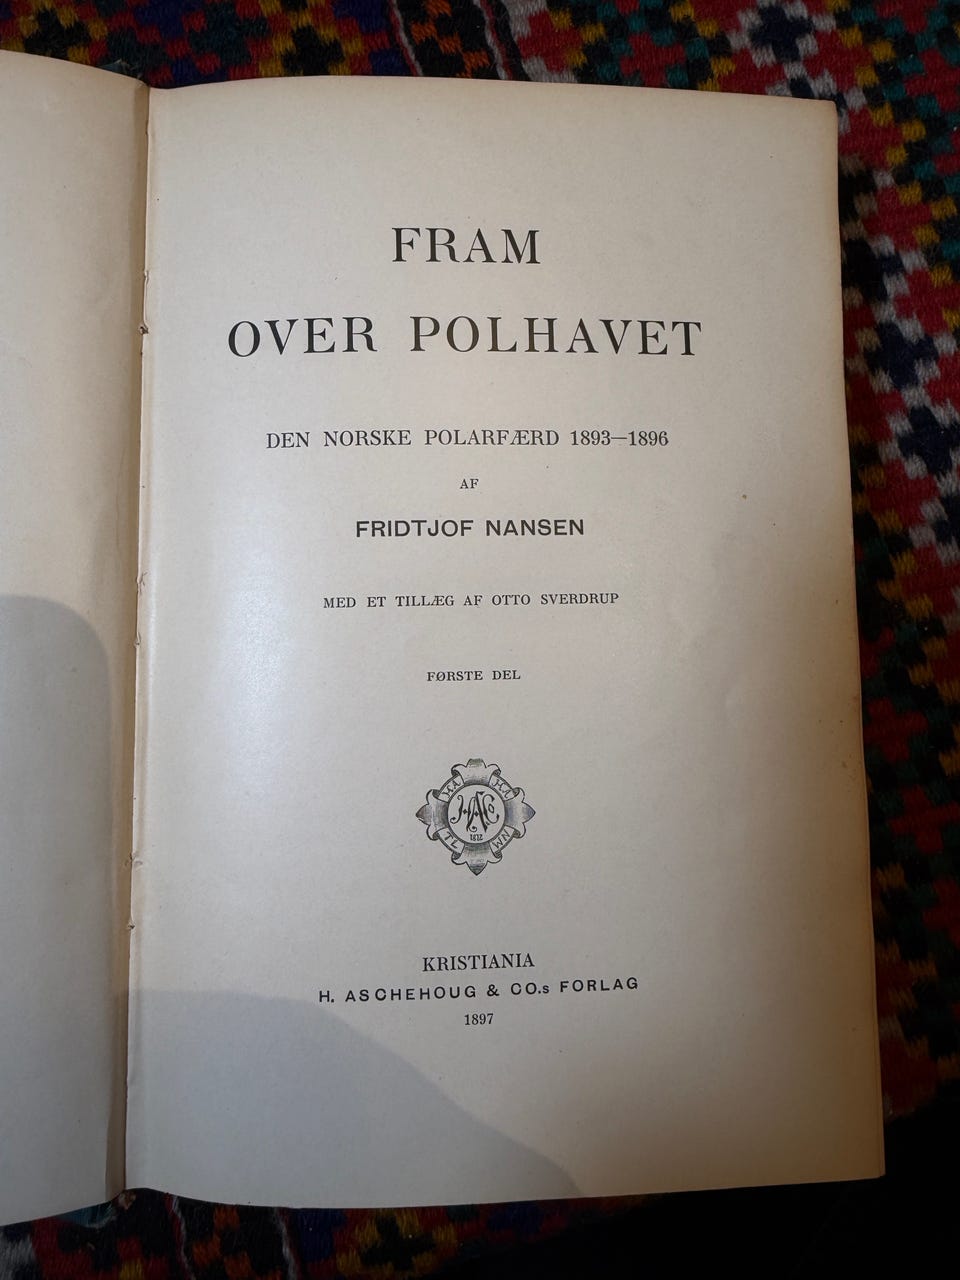 FRAM
OVER POLHAVET
DEN NORSKE POLARFÆRD 1893—1896
AF
FRIDTJOF NANSEN
MED ET TILLÆG AF OTTO SVERDRUP
FØRSTE DEL
KRISTIANIA
H. ASCHEHOUG & CO.s FORLAG
1897